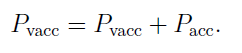 P_vacc = P_vacc + P_acc.